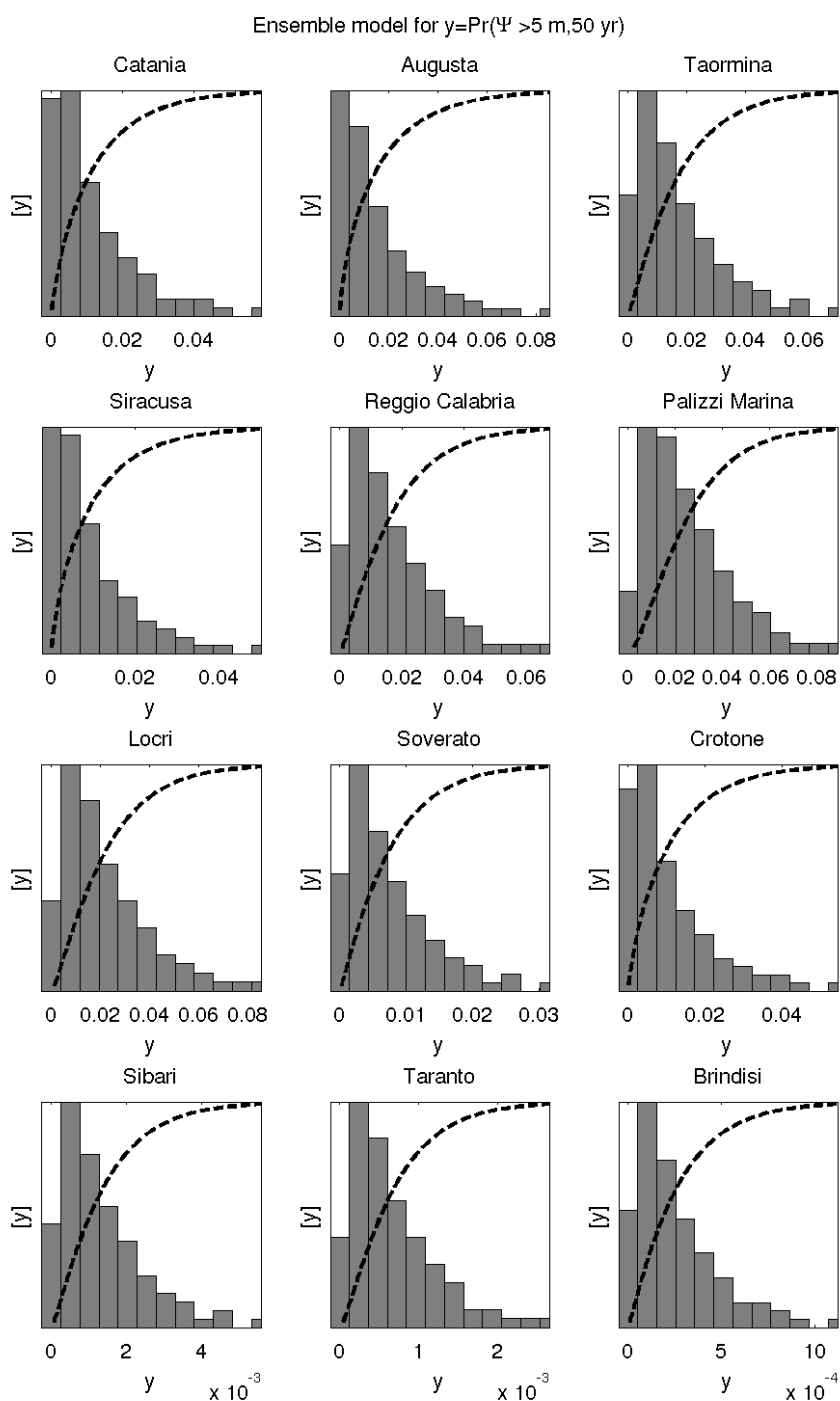 Ensemble model for y=Pr(Ψ >5 m,50 yr)
Catania
[y]
0 0.02 0.04
y
Augusta
[y]
0 0.02 0.04 0.06 0.08
y
Taormina
[y]
0 0.02 0.04 0.06
y
Siracusa
[y]
0 0.02 0.04
y
Reggio Calabria
[y]
0 0.02 0.04 0.06
y
Palizzi Marina
[y]
0 0.02 0.04 0.06 0.08
y
Locri
[y]
0 0.02 0.04 0.06 0.08
y
Soverato
[y]
0 0.01 0.02 0.03
y
Crotone
[y]
0 0.02 0.04
y
Sibari
[y]
0 2 4
y
x 10⁻³
Taranto
[y]
0 1 2
y
x 10⁻³
Brindisi
[y]
0 5 10
y
x 10⁻⁴